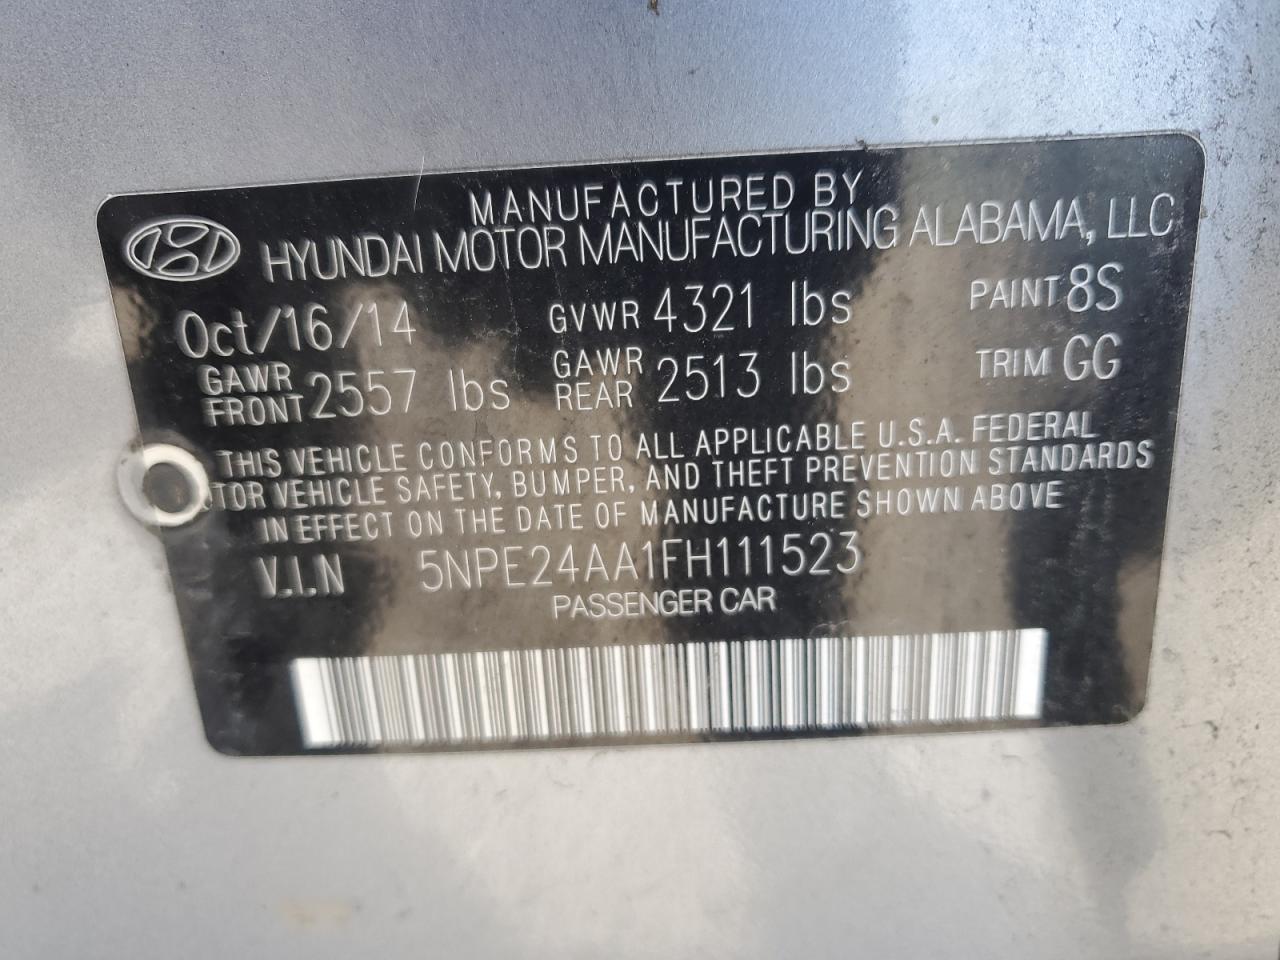 MANUFACTURED BY
HYUNDAI MOTOR MANUFACTURING ALABAMA, LLC
Oct/16/14 GVWR 4321 lbs PAINT 8S
GAWR FRONT 2557 lbs GAWR REAR 2513 lbs TRIM GG
THIS VEHICLE CONFORMS TO ALL APPLICABLE U.S.A. FEDERAL
TOR VEHICLE SAFETY, BUMPER, AND THEFT PREVENTION STANDARDS
IN EFFECT ON THE DATE OF MANUFACTURE SHOWN ABOVE
V.I.N 5NPE24AA1FH111523
PASSENGER CAR